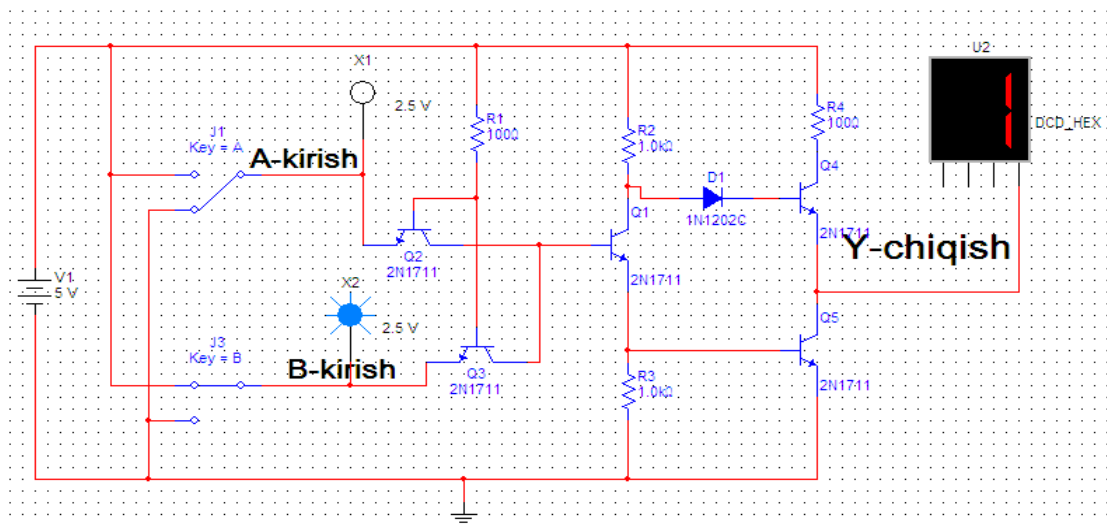 U2
X1
2.5 V
DCD_HEX
J1
Key = A
A-kirish
R1
100Ω
R2
1.0kΩ
R4
100Ω
D1
1N1202C
Q4
2N1711
Q1
2N1711
Y-chiqish
Q2
2N1711
V1
5 V
X2
2.5 V
Q5
2N1711
J3
Key = B
B-kirish
Q3
2N1711
R3
1.0kΩ